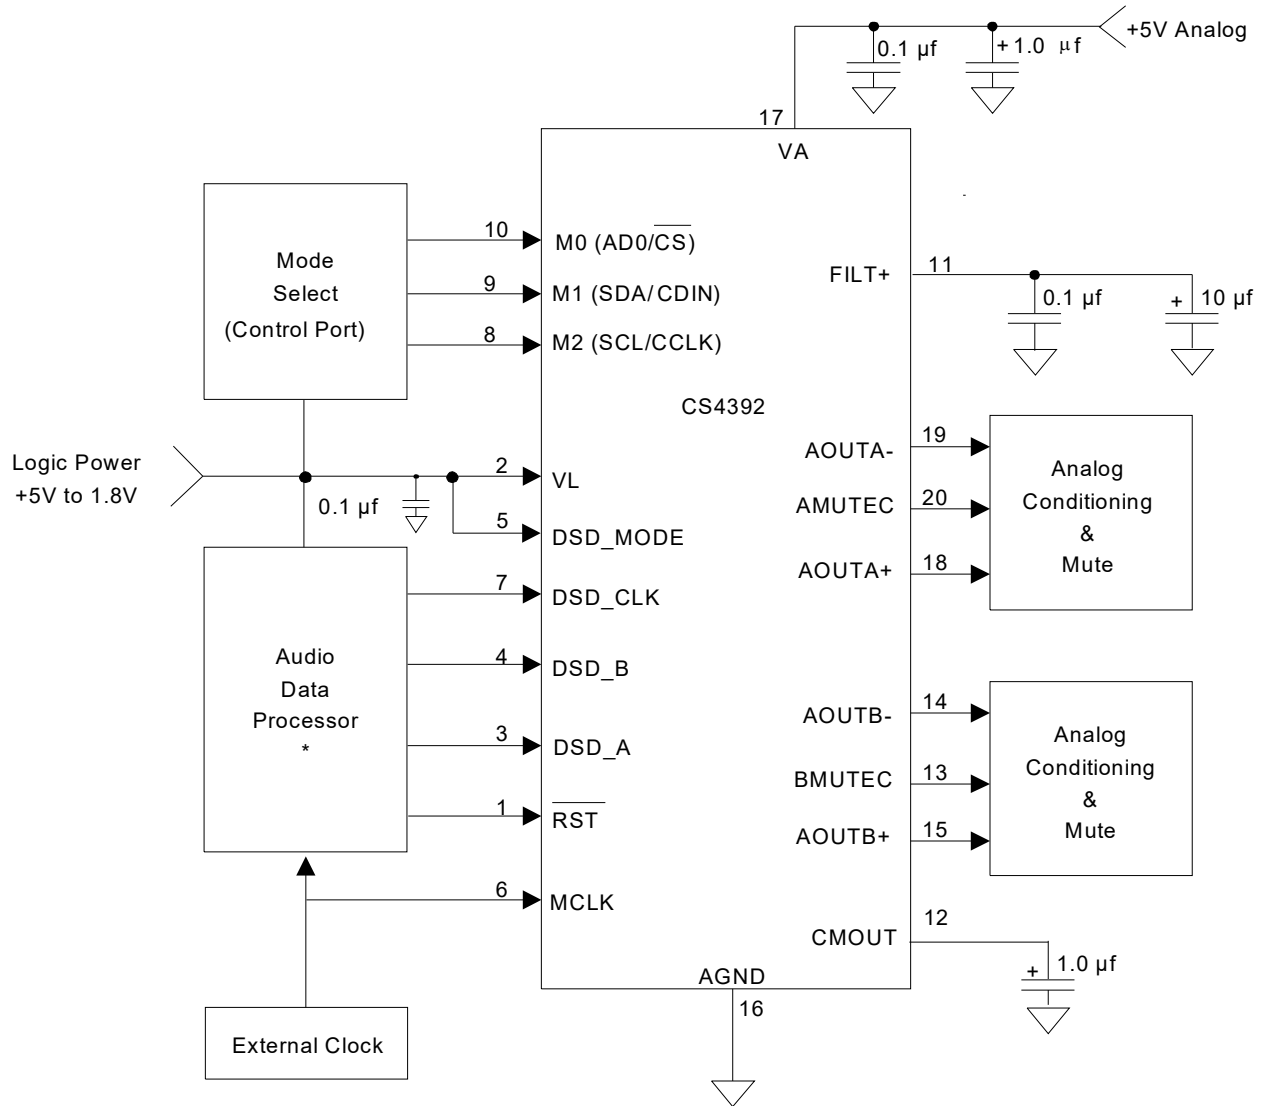 +5V Analog
0.1 µf
+ 1.0 µf
17
VA
Mode
Select
(Control Port)
10
M0 (AD0/CS)
9
M1 (SDA/CDIN)
8
M2 (SCL/CCLK)
FILT+
11
0.1 µf
+ 10 µf
CS4392
Logic Power
+5V to 1.8V
0.1 µf
2
VL
5
DSD_MODE
7
DSD_CLK
4
DSD_B
3
DSD_A
1
RST
6
MCLK
Audio
Data
Processor
*
External Clock
AOUTA-
19
AMUTEC
20
AOUTA+
18
Analog
Conditioning
&
Mute
AOUTB-
14
BMUTEC
13
AOUTB+
15
Analog
Conditioning
&
Mute
CMOUT
12
+ 1.0 µf
AGND
16